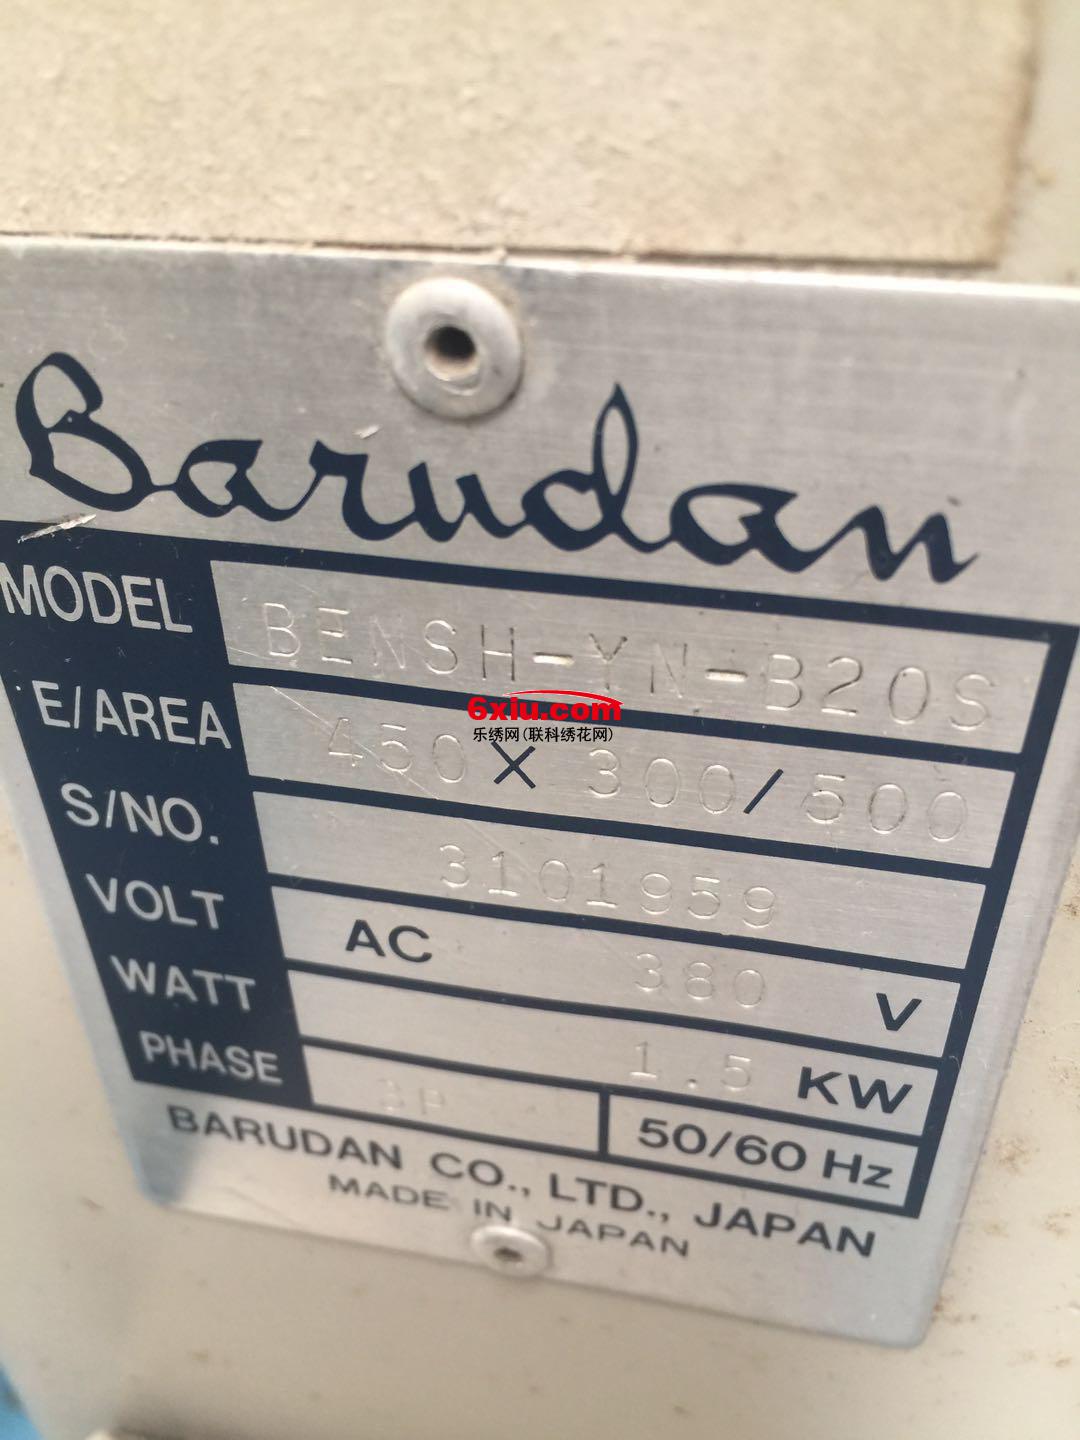 Barudan
MODEL BENSH-YN-B20S
6xiu.com
乐绣网(联科绣花网)
E/AREA 450 × 300/500
S/NO. 3101959
VOLT AC 380 V
WATT 1.5 KW
PHASE 3P 50/60 Hz
BARUDAN CO., LTD., JAPAN
MADE IN JAPAN